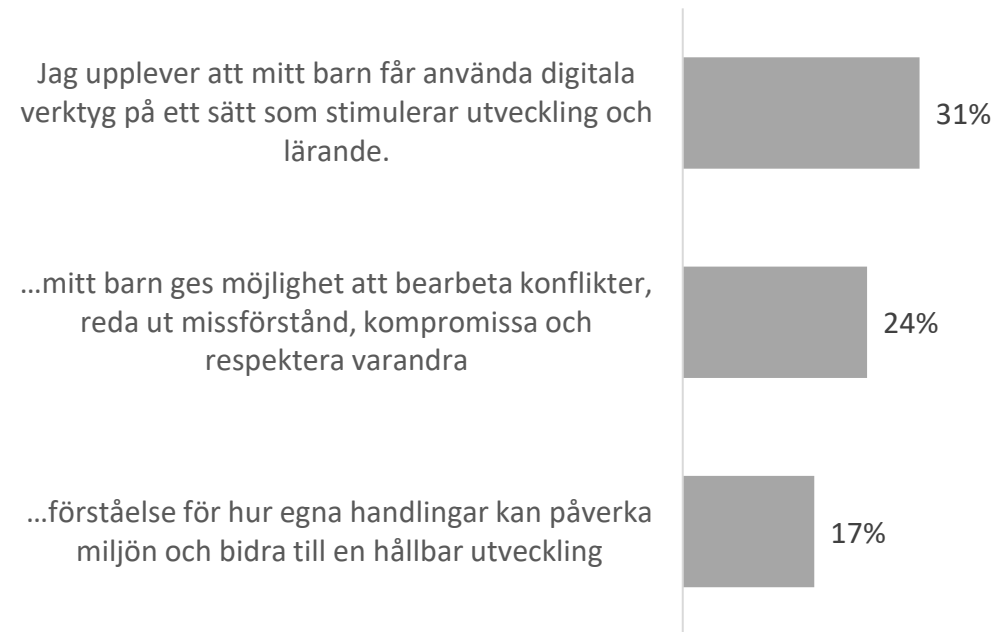 Jag upplever att mitt barn får använda digitala
verktyg på ett sätt som stimulerar utveckling och
lärande.
31%
…mitt barn ges möjlighet att bearbeta konflikter,
reda ut missförstånd, kompromissa och
respektera varandra
24%
…förståelse för hur egna handlingar kan påverka
miljön och bidra till en hållbar utveckling
17%